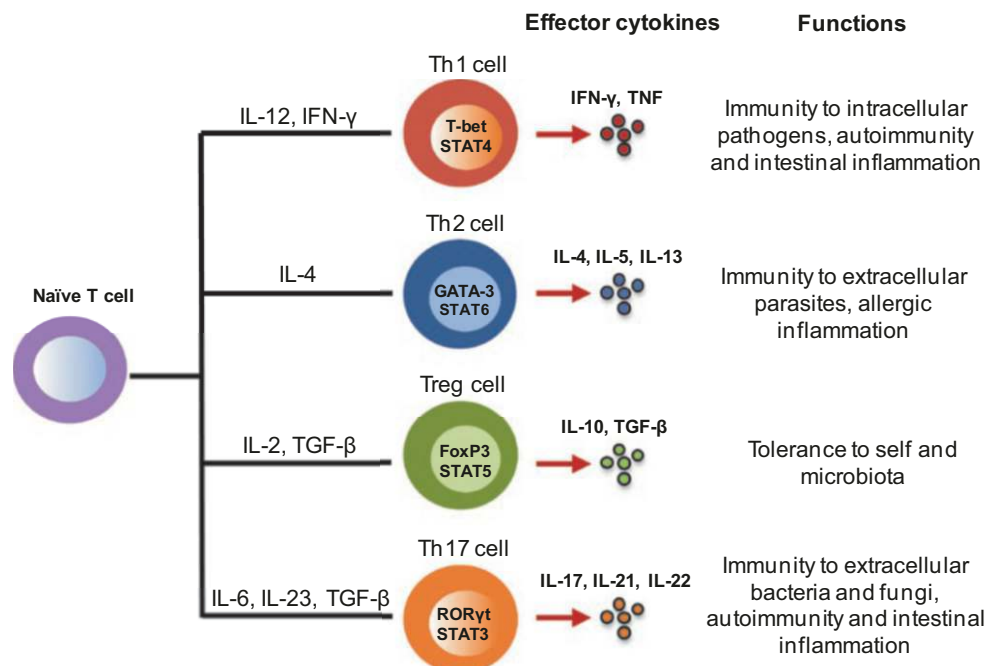 Effector cytokines
Functions
Th1 cell
IL-12, IFN-γ
T-bet
STAT4
IFN-γ, TNF
Immunity to intracellular
pathogens, autoimmunity
and intestinal inflammation
Th2 cell
IL-4
GATA-3
STAT6
IL-4, IL-5, IL-13
Immunity to extracellular
parasites, allergic
inflammation
Naïve T cell
Treg cell
IL-2, TGF-β
FoxP3
STAT5
IL-10, TGF-β
Tolerance to self and
microbiota
Th17 cell
IL-6, IL-23, TGF-β
RORγt
STAT3
IL-17, IL-21, IL-22
Immunity to extracellular
bacteria and fungi,
autoimmunity and intestinal
inflammation